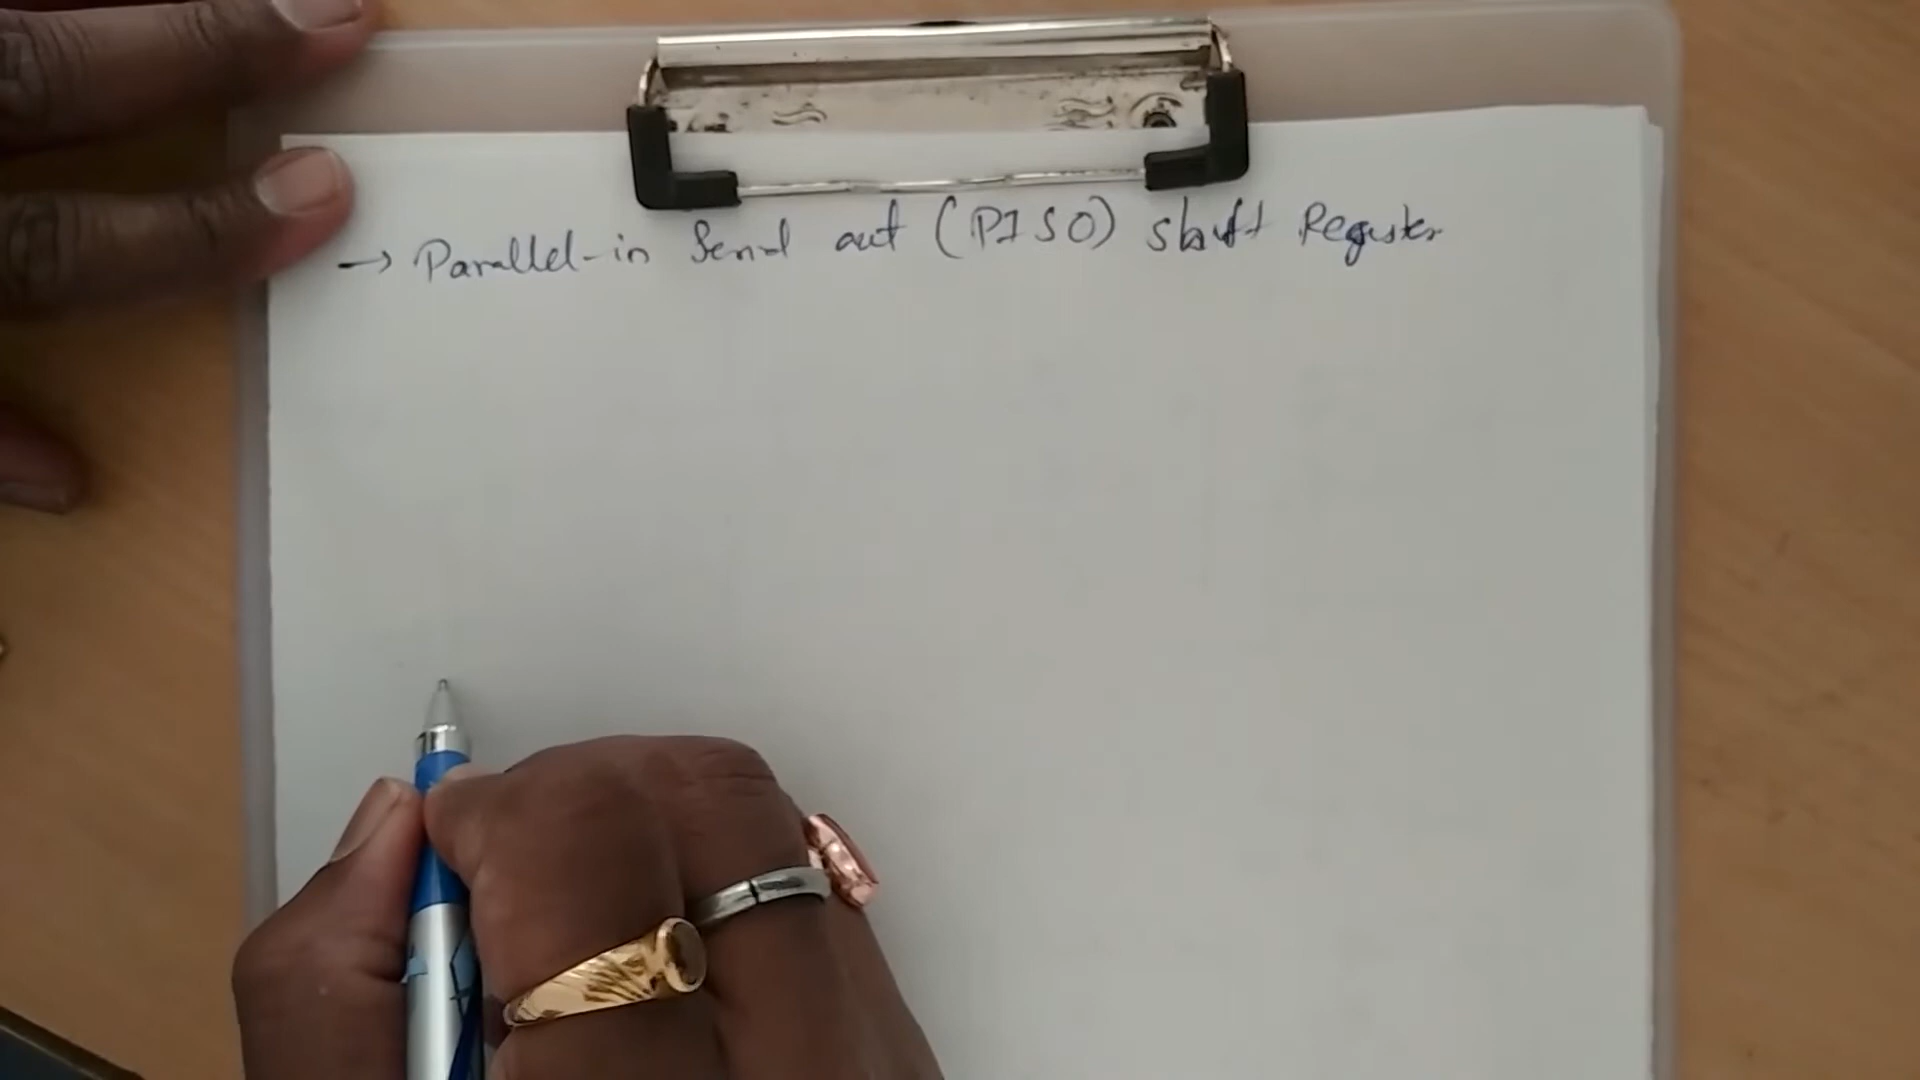 → Parallel-in Serial out (PISO) shift Register